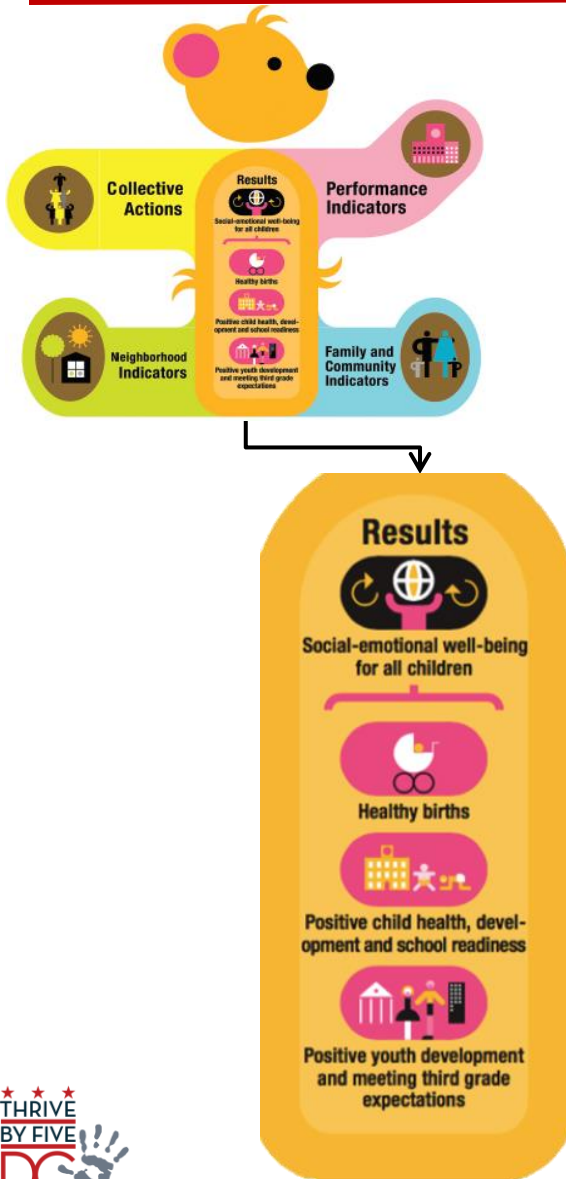 Collective
Actions
Results
Social-emotional well-being
for all children
Healthy births
Positive child health, devel-
opment and school readiness
Positive youth development
and meeting third grade
expectations
Performance
Indicators
Neighborhood
Indicators
Family and
Community
Indicators
Results
Social-emotional well-being
for all children
Healthy births
Positive child health, devel-
opment and school readiness
Positive youth development
and meeting third grade
expectations
THRIVE
BY FIVE
DC